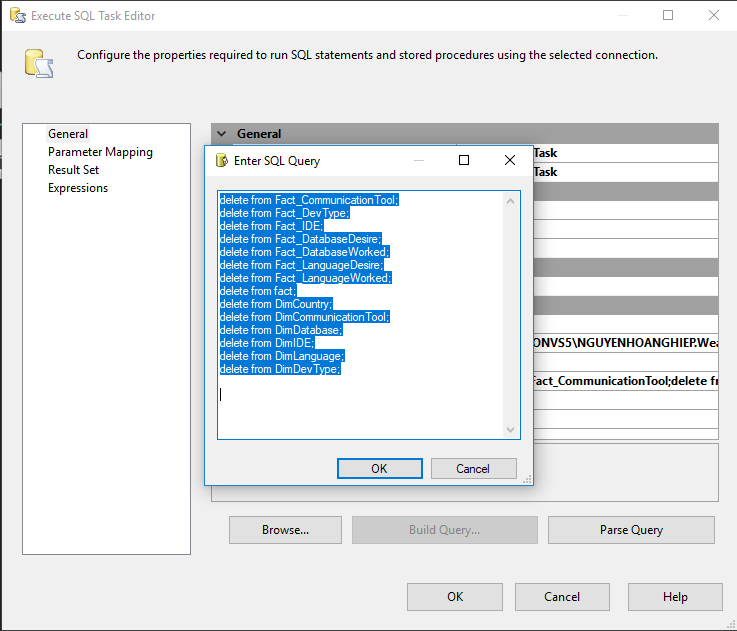 Execute SQL Task Editor
Configure the properties required to run SQL statements and stored procedures using the selected connection.
General
Parameter Mapping
Result Set
Expressions
General
Task
Task
Enter SQL Query
delete from Fact_CommunicationTool;
delete from Fact_DevType;
delete from Fact_IDE;
delete from Fact_DatabaseDesire;
delete from Fact_DatabaseWorked;
delete from Fact_LanguageDesire;
delete from Fact_LanguageWorked;
delete from fact;
delete from DimCountry;
delete from DimCommunicationTool;
delete from DimDatabase;
delete from DimIDE;
delete from DimLanguage;
delete from DimDevType;
ONVS5\NGUYENHOANGHIEP.Wea
Fact_CommunicationTool;delete fr
OK
Cancel
Browse...
Build Query...
Parse Query
OK
Cancel
Help